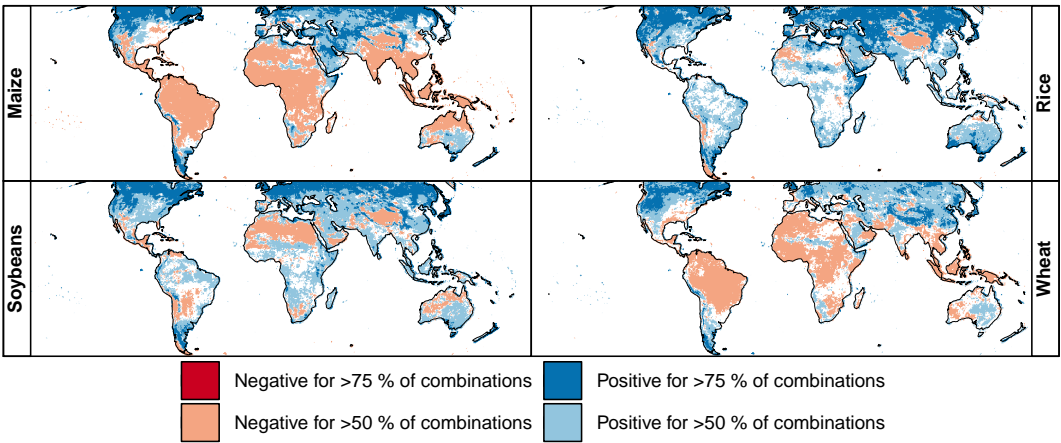 Maize
Rice
Soybeans
Wheat
Negative for >75 % of combinations
Positive for >75 % of combinations
Negative for >50 % of combinations
Positive for >50 % of combinations